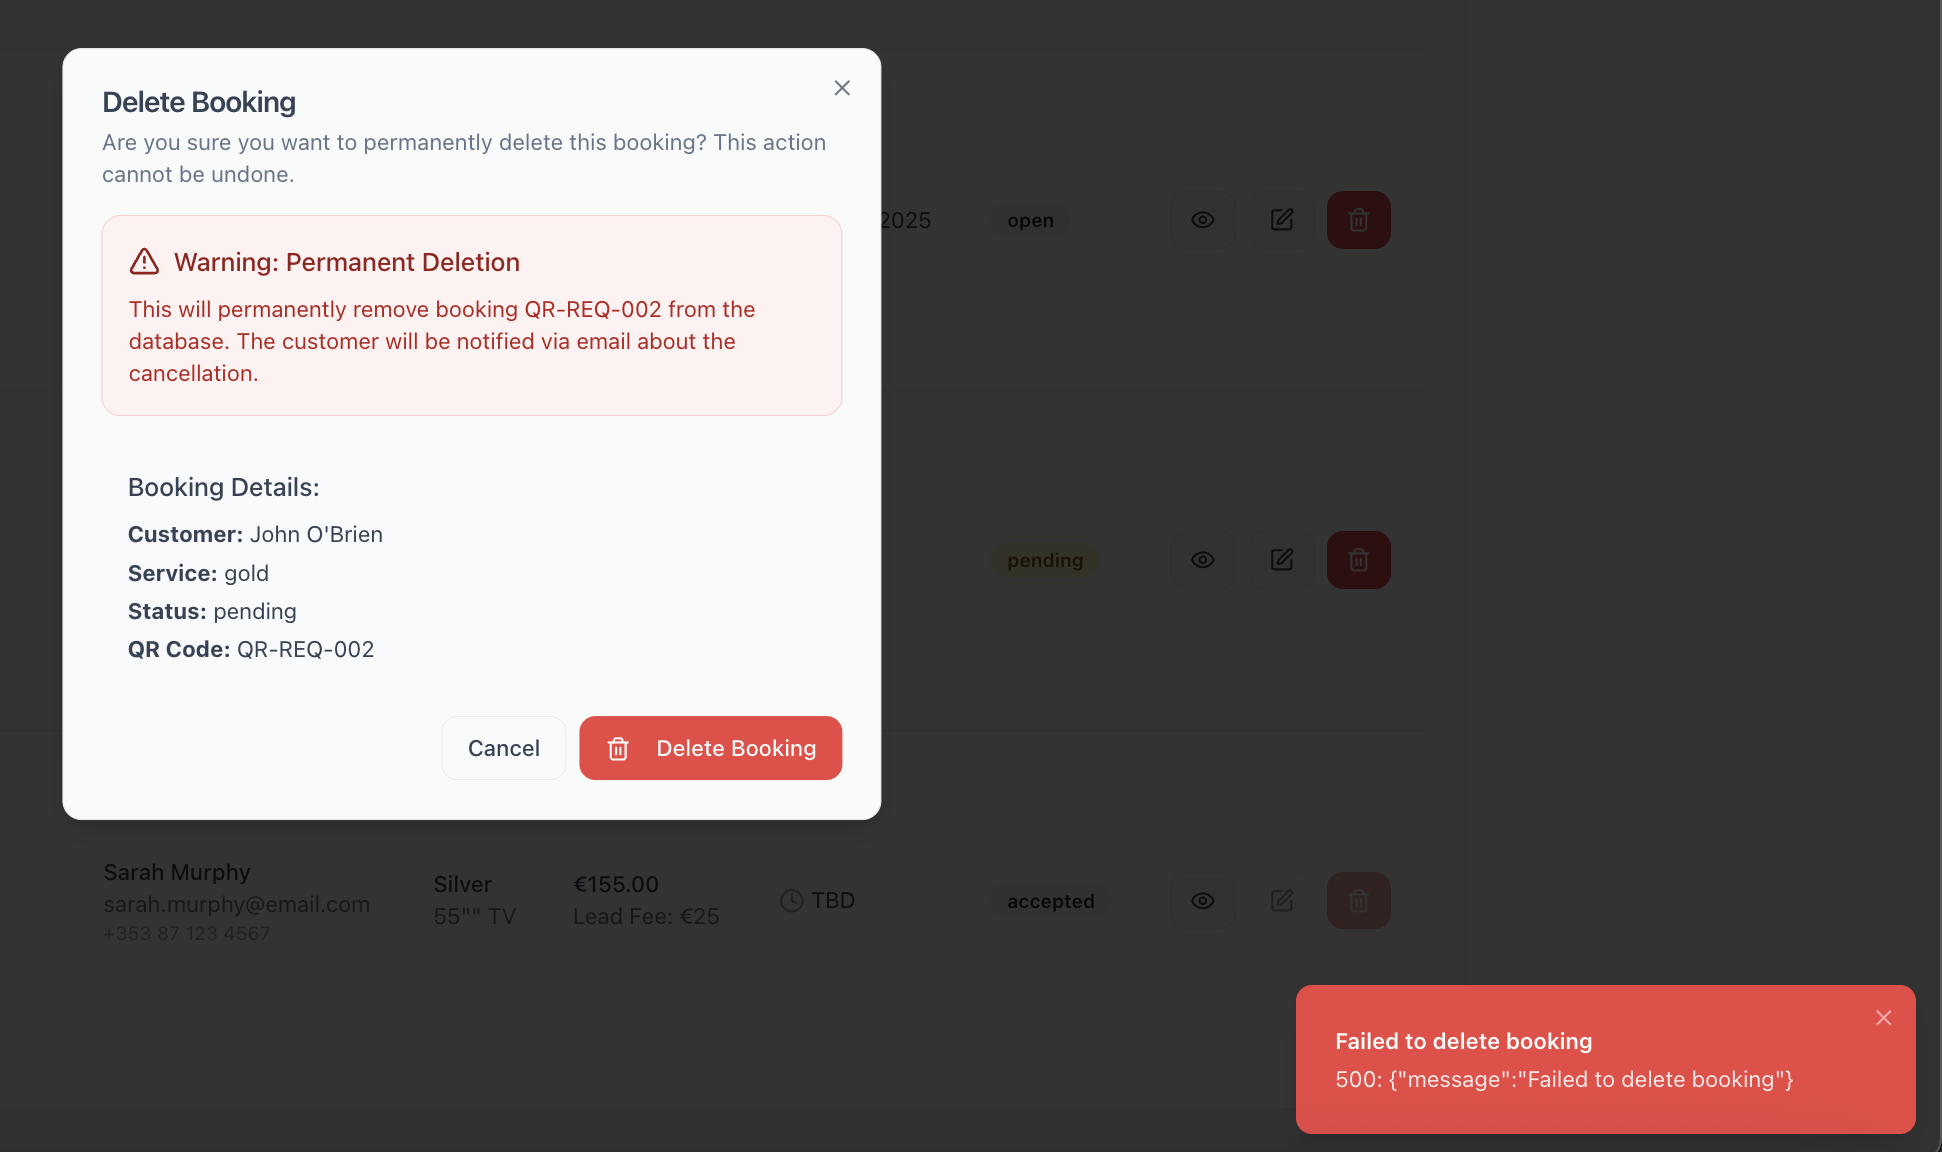 Delete Booking
Are you sure you want to permanently delete this booking? This action
cannot be undone.
Warning: Permanent Deletion
This will permanently remove booking QR-REQ-002 from the
database. The customer will be notified via email about the
cancellation.
Booking Details:
Customer: John O'Brien
Service: gold
Status: pending
QR Code: QR-REQ-002
Cancel
Delete Booking
2025
open
pending
Sarah Murphy
sarah.murphy@email.com
+353 87 123 4567
Silver
55"" TV
€155.00
Lead Fee: €25
TBD
accepted
Failed to delete booking
500: {"message":"Failed to delete booking"}